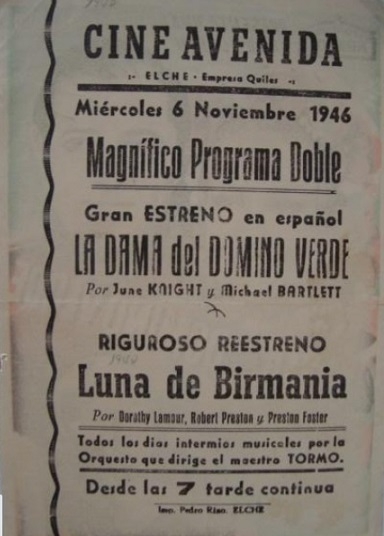 CINE AVENIDA
ELCHE - Empresa Quiles
Miércoles 6 Noviembre 1946
Magnífico Programa Doble
Gran ESTRENO en español
LA DAMA del DOMINO VERDE
Por June KNIGHT y Michael BARTLETT
RIGUROSO REESTRENO
Luna de Birmania
Por Dorothy Lamour, Robert Preston y Preston Foster
Todos los días intermios musicales por la
Orquesta que dirige el maestro TORMO.
Desde las 7 tarde continua
Imp. Pedro ELCHE